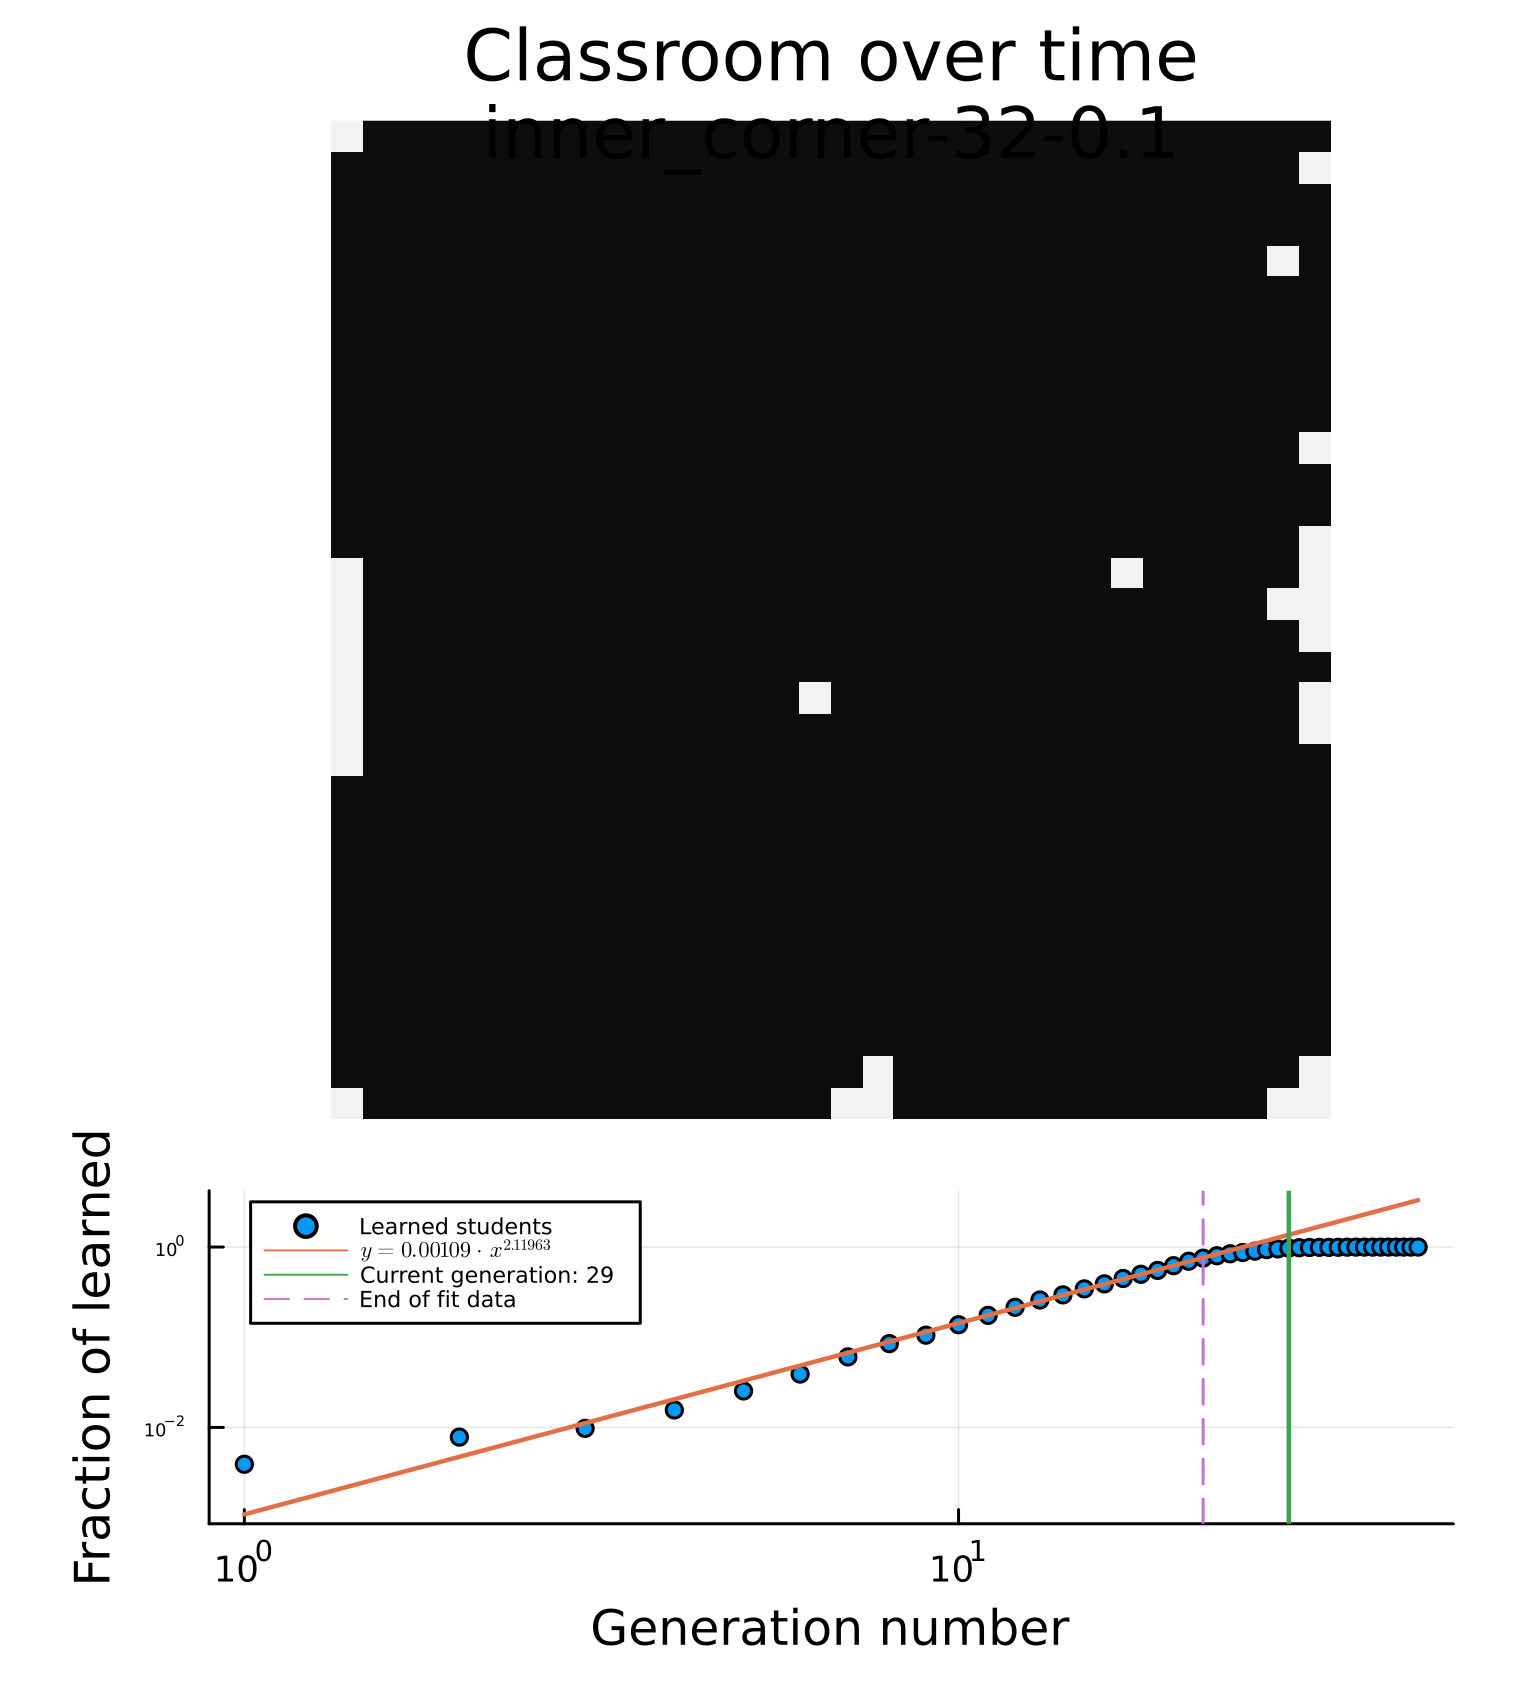 Classroom over time
inner_corner-32-0.1
Learned students
y = 0.00109 · x^2.11963
Current generation: 29
End of fit data
10^0
10^-2
Fraction of learned
10^0 10^1
Generation number